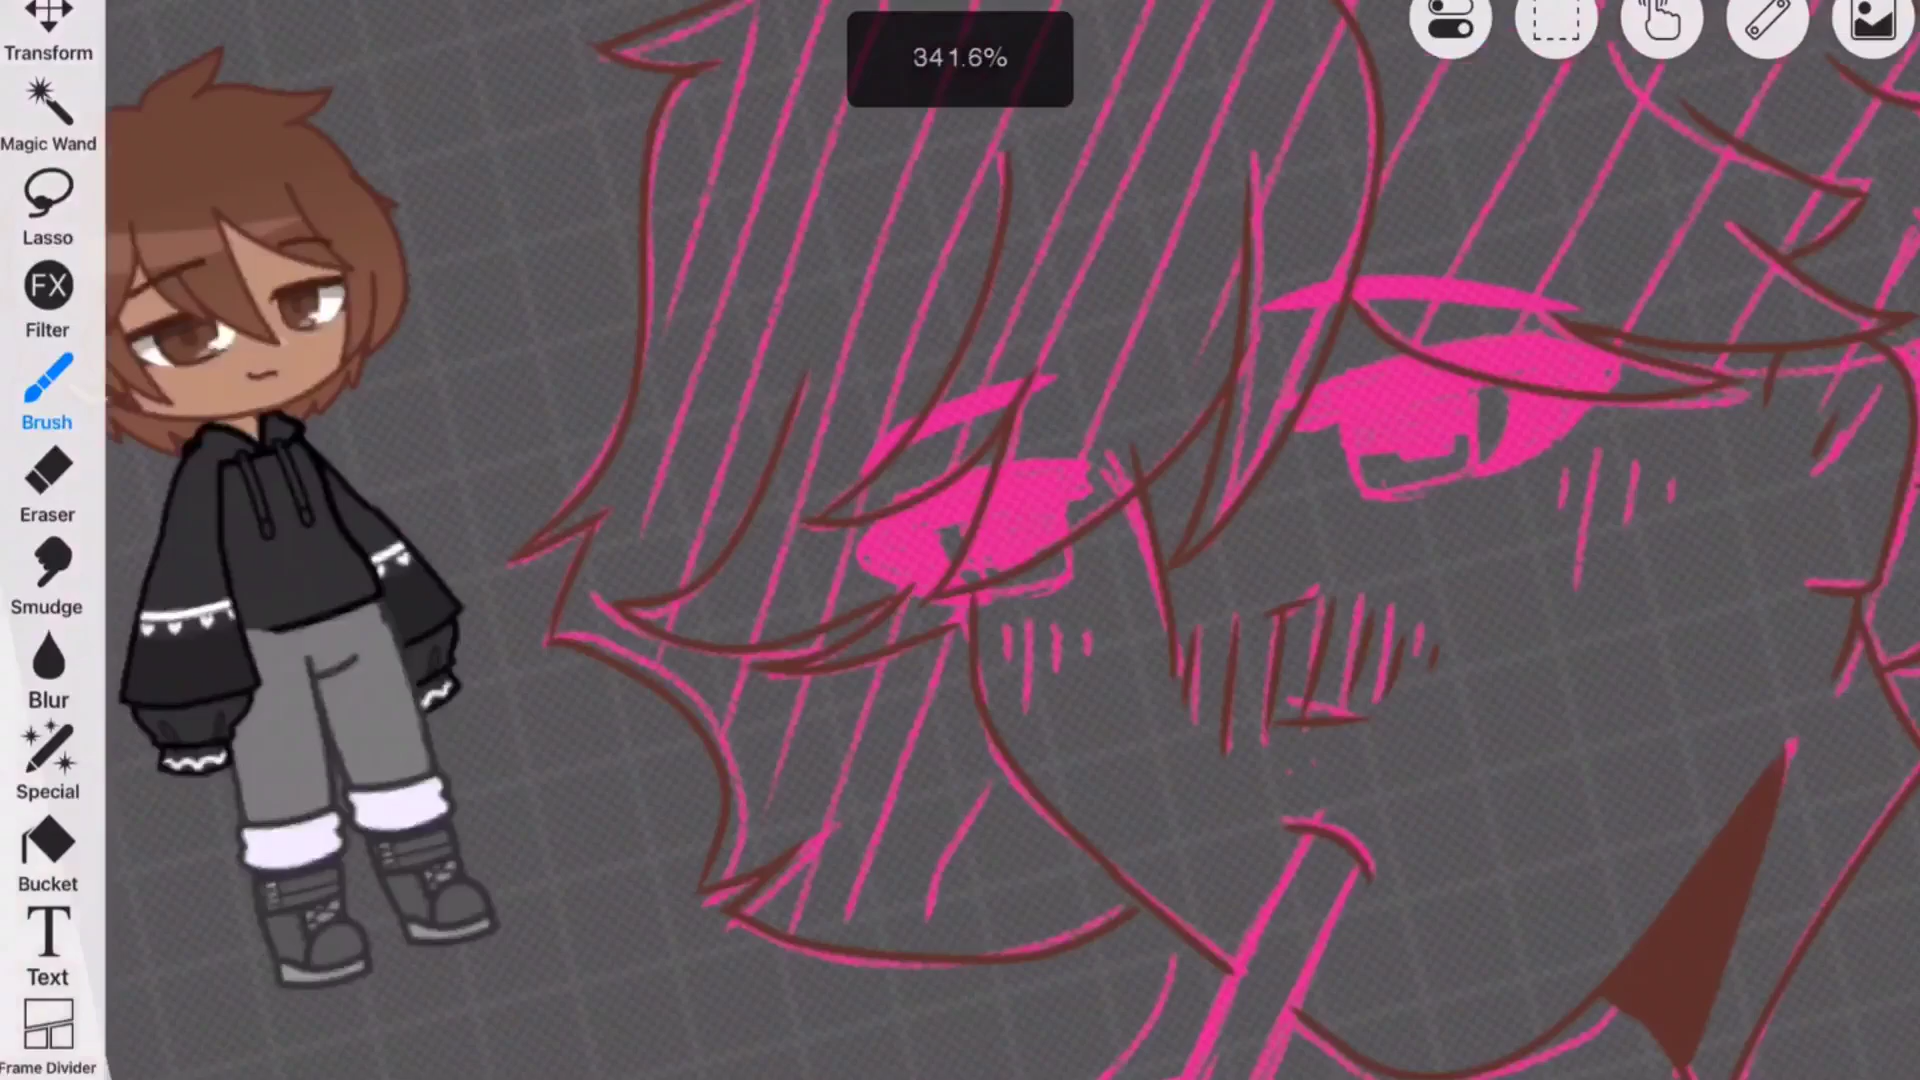 341.6%
Transform
Magic Wand
Lasso
FX
Filter
Brush
Eraser
Smudge
Blur
Special
Bucket
T
Text
Frame Divider